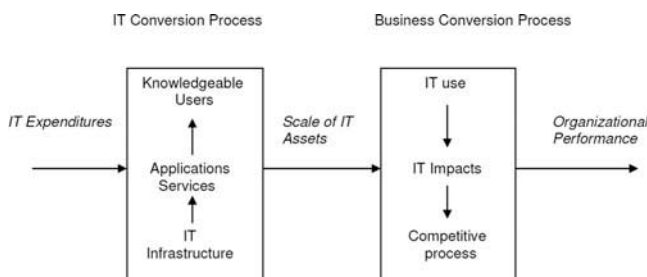 IT Conversion Process
Business Conversion Process
IT Expenditures
Knowledgeable
Users
Applications
Services
IT
Infrastructure
Scale of IT
Assets
IT use
IT Impacts
Competitive
process
Organizational
Performance